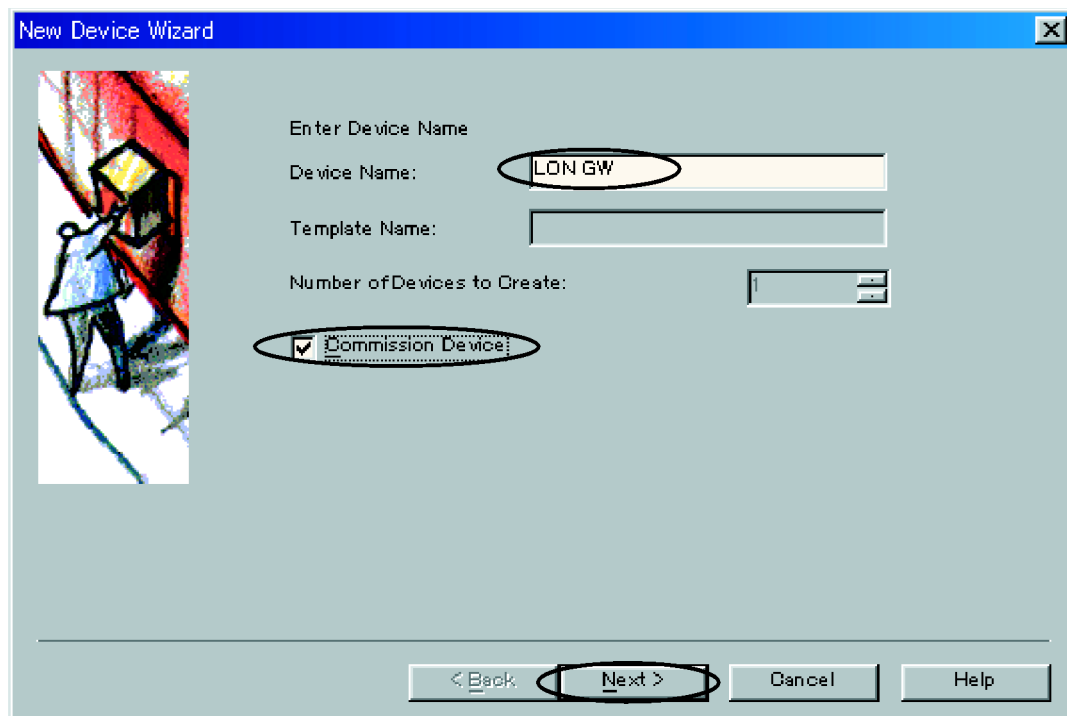 New Device Wizard
Enter Device Name
Device Name: LON GW
Template Name:
Number of Devices to Create: 1
Commission Device
< Back Next > Cancel Help